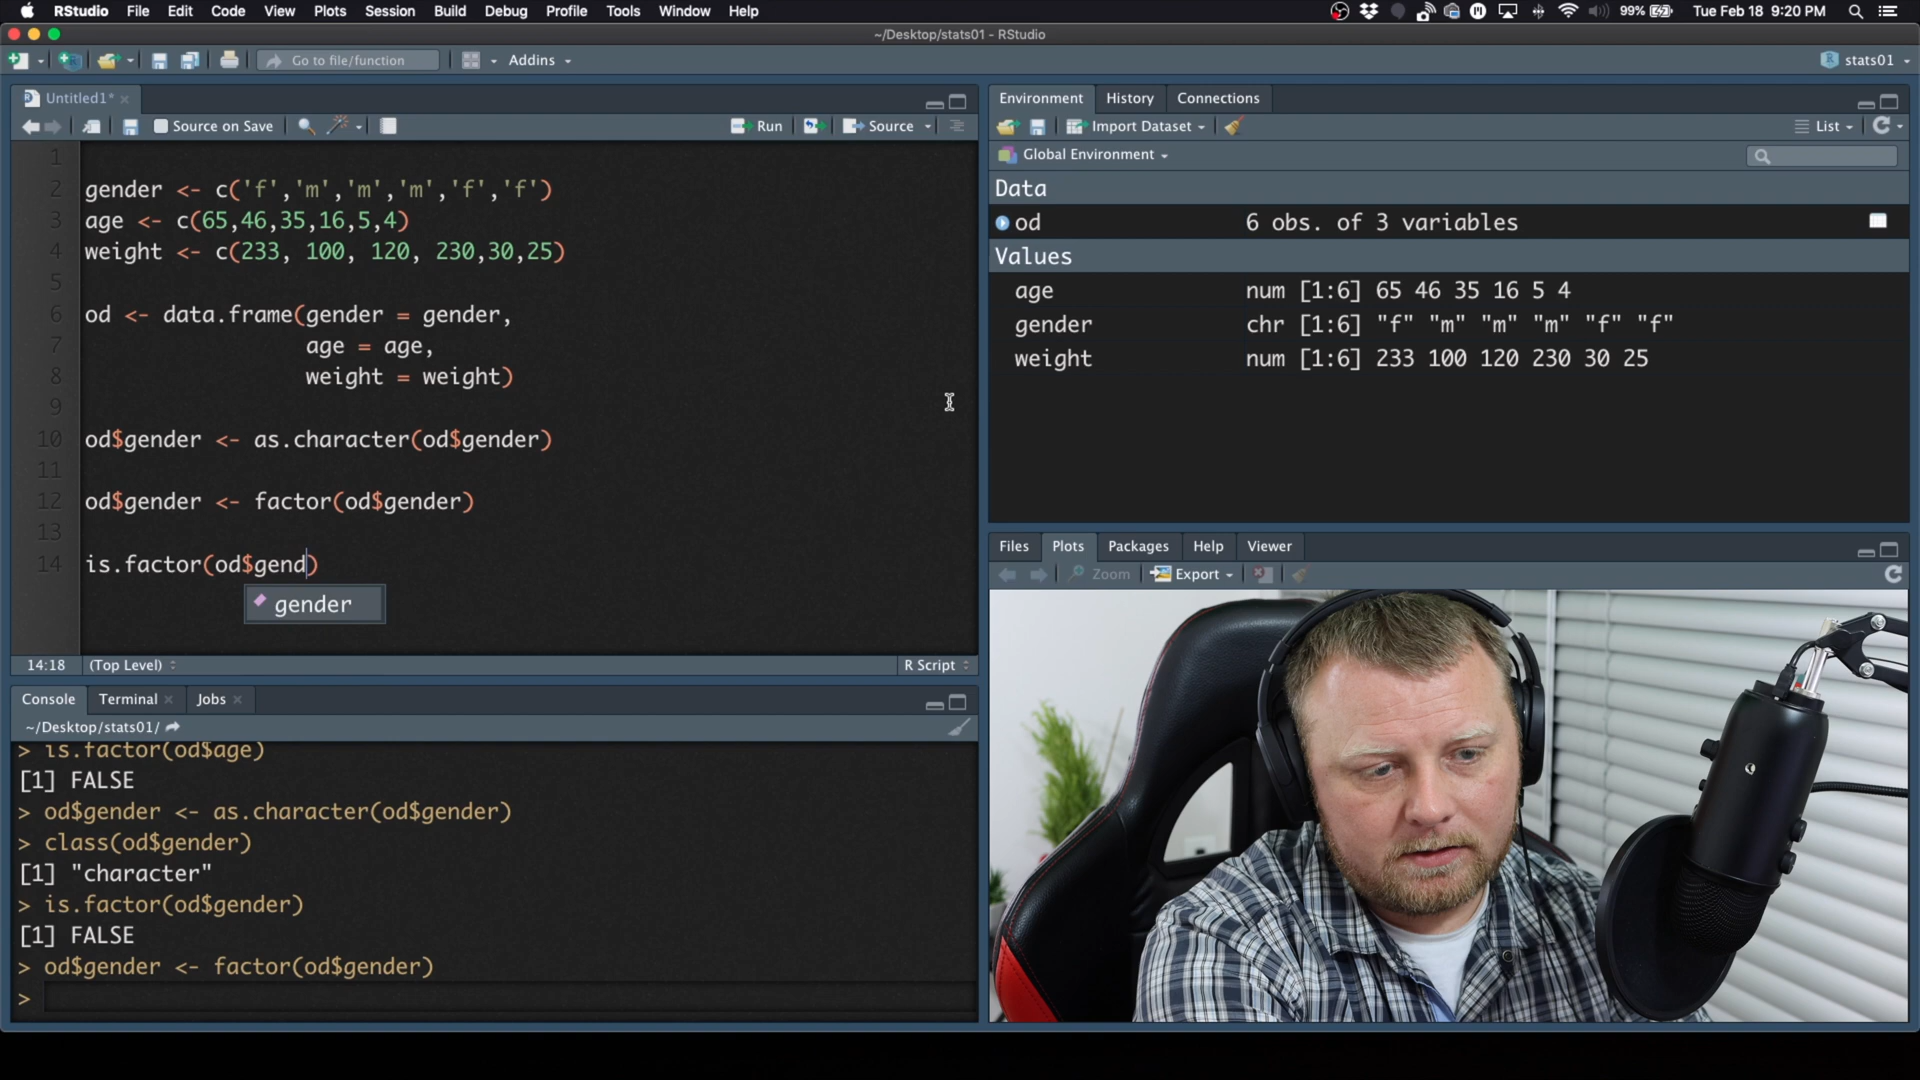 RStudio File Edit Code View Plots Session Build Debug Profile Tools Window Help 99% Tue Feb 18 9:20 PM
~/Desktop/stats01 - RStudio
Go to file/function Addins stats01
Untitled1*
Source on Save Run Source
1
2 gender <- c('f','m','m','m','f','f')
3 age <- c(65,46,35,16,5,4)
4 weight <- c(233, 100, 120, 230,30,25)
5
6 od <- data.frame(gender = gender,
7 age = age,
8 weight = weight)
9
10 od$gender <- as.character(od$gender)
11
12 od$gender <- factor(od$gender)
13
14 is.factor(od$gend)
gender
14:18 (Top Level) R Script
Console Terminal Jobs
~/Desktop/stats01/
> is.factor(od$age)
[1] FALSE
> od$gender <- as.character(od$gender)
> class(od$gender)
[1] "character"
> is.factor(od$gender)
[1] FALSE
> od$gender <- factor(od$gender)
>
Environment History Connections
Import Dataset List
Global Environment
Data
od 6 obs. of 3 variables
Values
age num [1:6] 65 46 35 16 5 4
gender chr [1:6] "f" "m" "m" "m" "f" "f"
weight num [1:6] 233 100 120 230 30 25
Files Plots Packages Help Viewer
Zoom Export